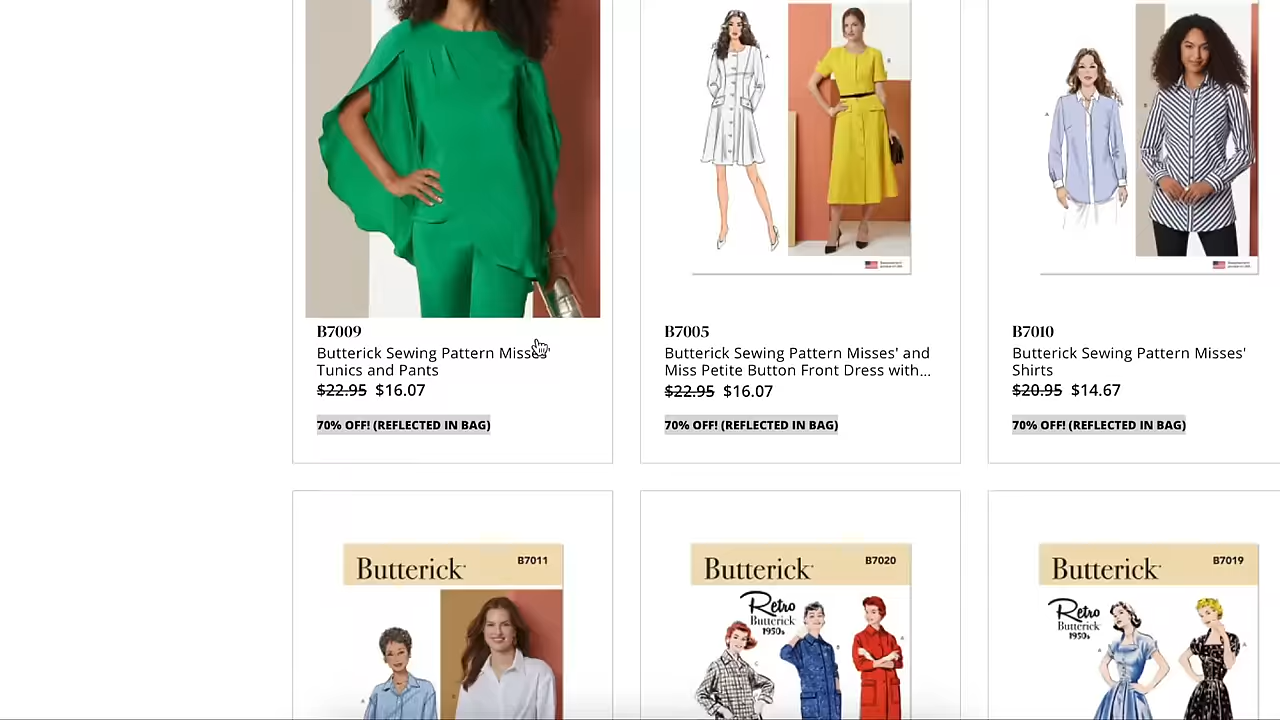 B7009
Butterick Sewing Pattern Misses'
Tunics and Pants
$22.95 $16.07
70% OFF! (REFLECTED IN BAG)
B7005
Butterick Sewing Pattern Misses' and
Miss Petite Button Front Dress with...
$22.95 $16.07
70% OFF! (REFLECTED IN BAG)
B7010
Butterick Sewing Pattern Misses'
Shirts
$20.95 $14.67
70% OFF! (REFLECTED IN BAG)
Butterick
B7011
Butterick
B7020
Retro
Butterick
1950s
C
B
A
Butterick
B7019
Retro
Butterick
1950s
A
A